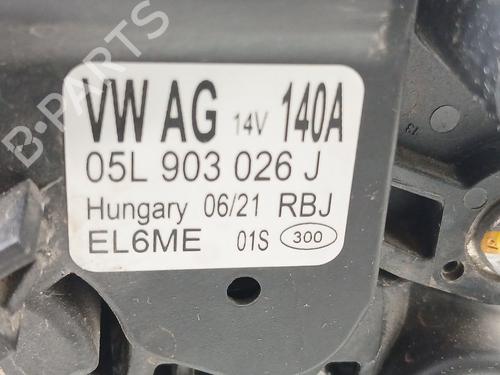 VW AG 14V 140A
05L 903 026 J
Hungary 06/21 RBJ
EL6ME 01S 300
B-PARTS